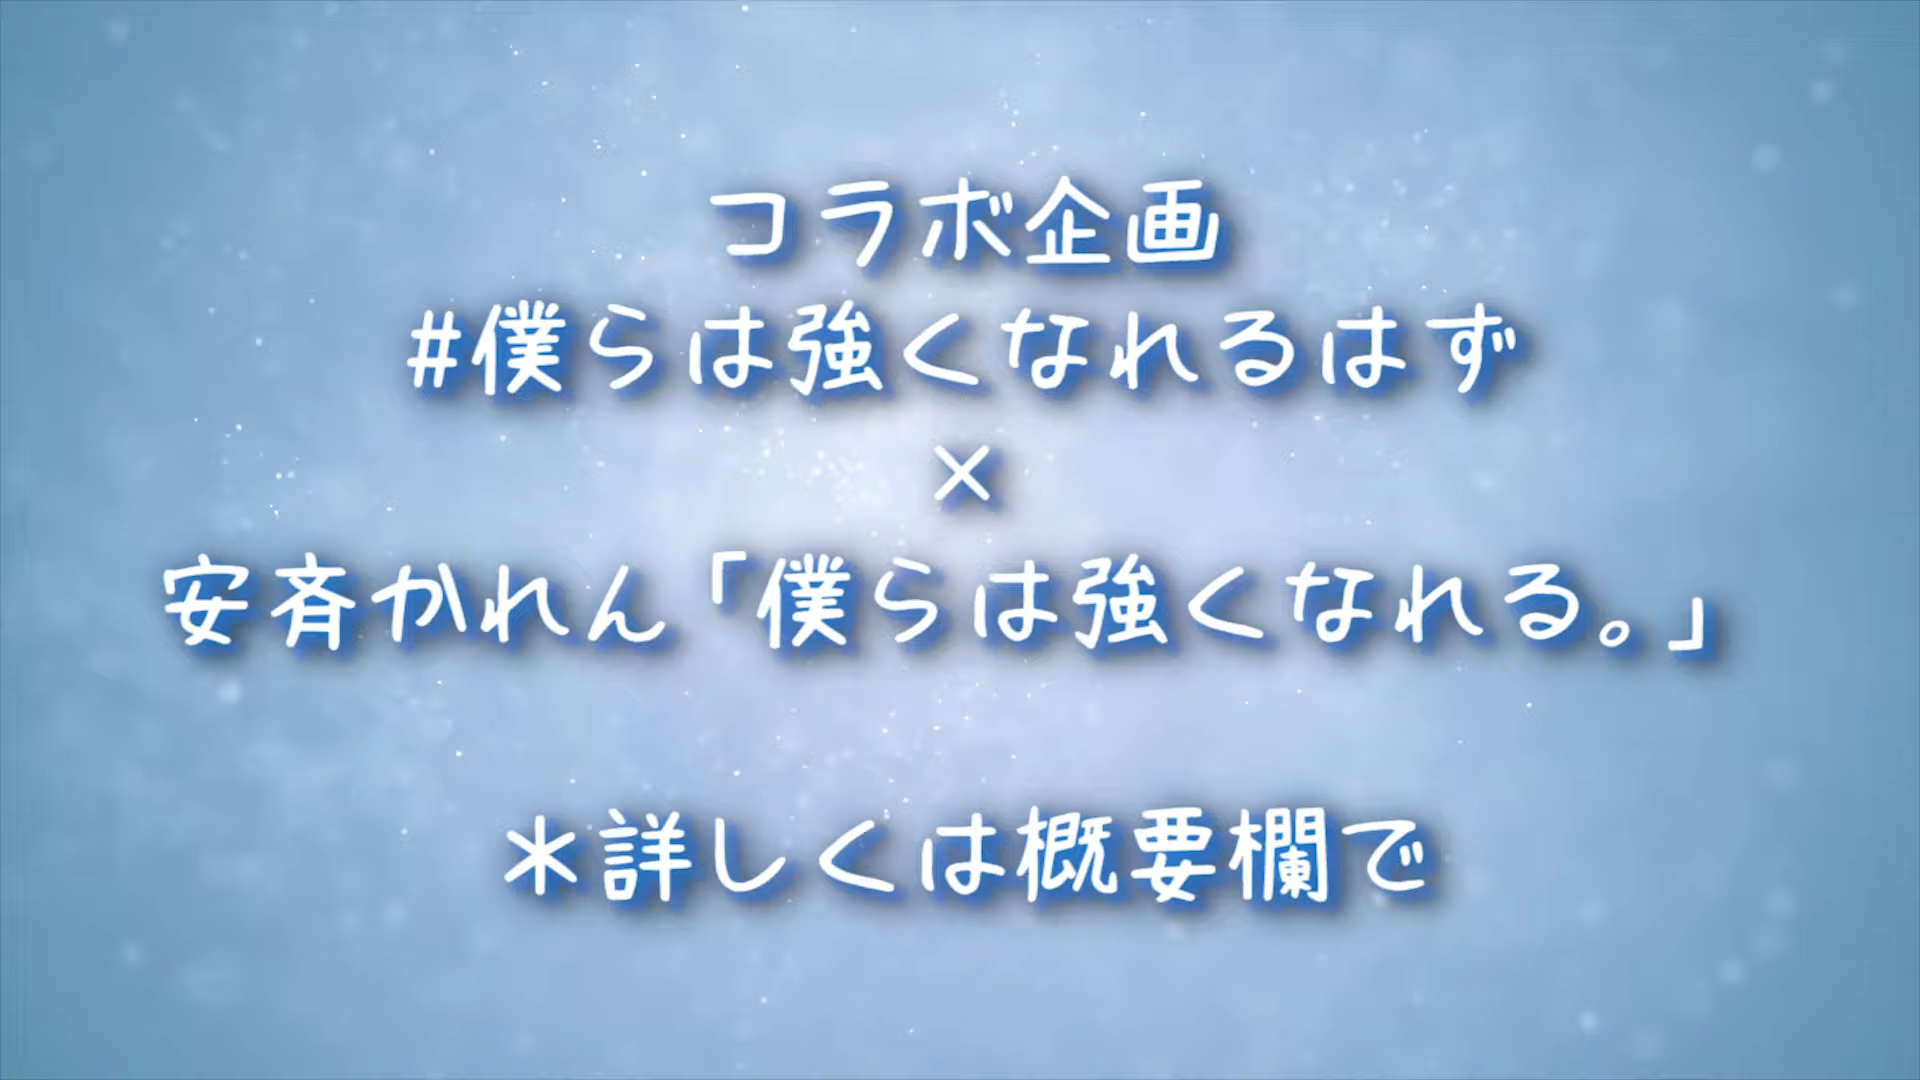 コラボ企画
#僕らは強くなれるはず
×
安斉かれん「僕らは強くなれる。」
＊詳しくは概要欄で